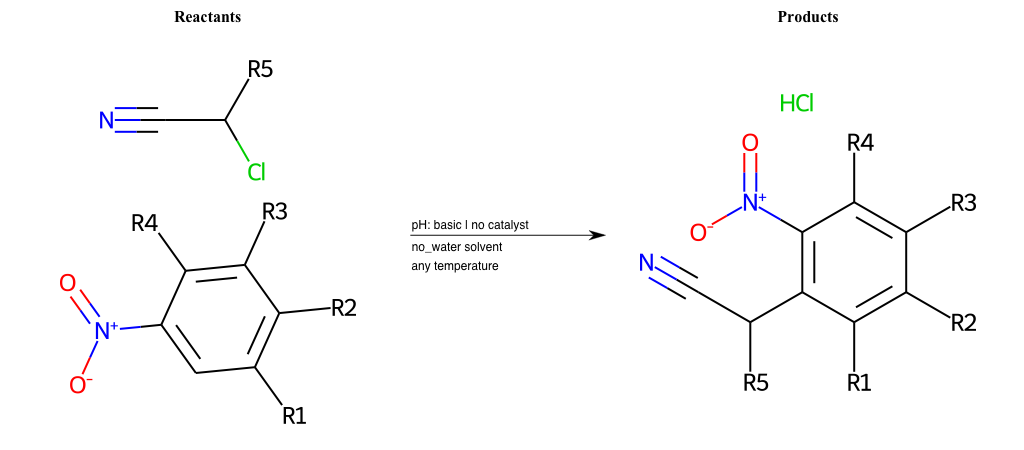 Reactants
Products
R5
N
Cl
R4
R3
O
N+
R2
O-
R1
pH: basic | no catalyst
no_water solvent
any temperature
HCl
O
R4
N+
R3
O-
N
R2
R5
R1